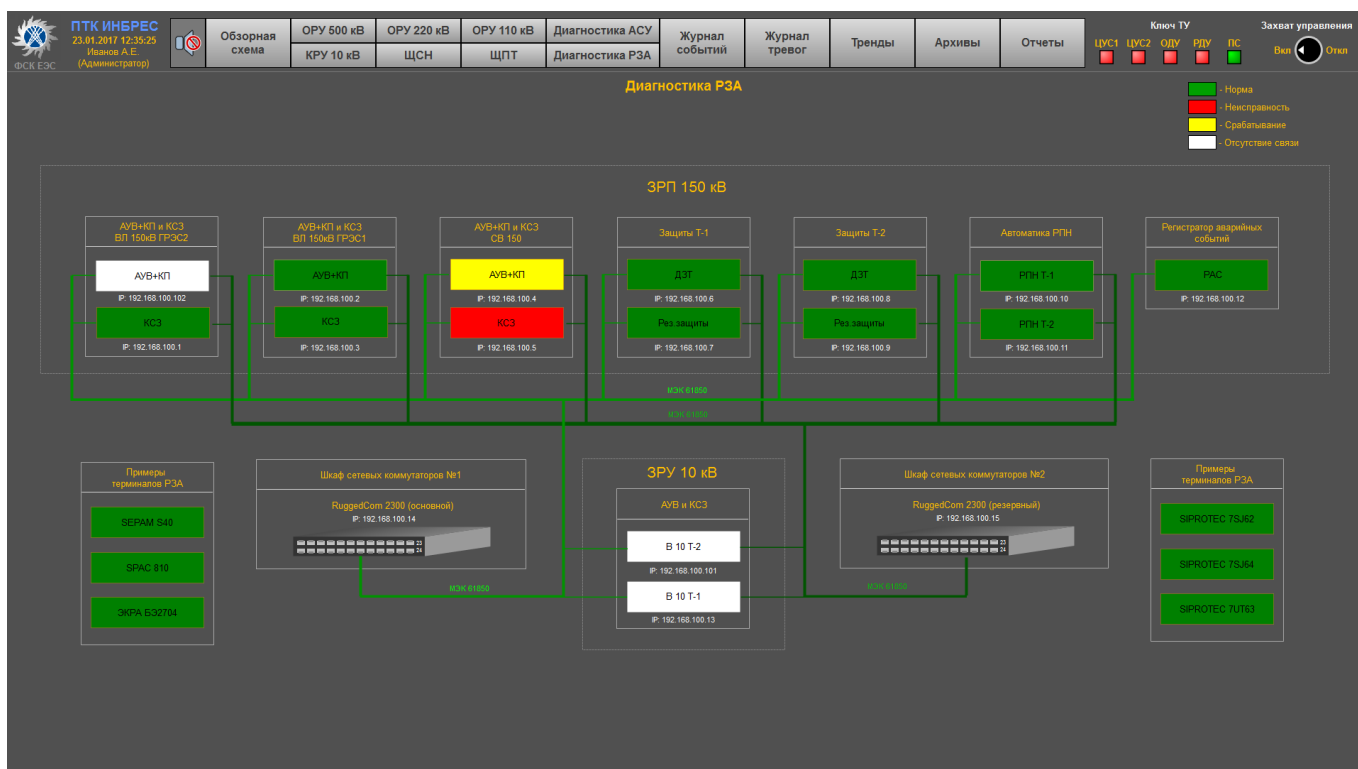 ПТК ИНБРЕС
23.01.2017 12:35:25
Иванов А.Е.
(Администратор)
ФСК ЕЭС
Обзорная
схема
ОРУ 500 кВ
ОРУ 220 кВ
ОРУ 110 кВ
Диагностика АСУ
КРУ 10 кВ
ЩСН
ЩПТ
Диагностика РЗА
Журнал
событий
Журнал
тревог
Тренды
Архивы
Отчеты
Ключ ТУ
ЦУС1 ЦУС2 ОДУ РДУ ПС
Захват управления
Вкл Откл
Диагностика РЗА
- Норма
- Неисправность
- Срабатывание
- Отсутствие связи
ЗРП 150 кВ
АУВ+КП и КСЗ
ВЛ 150кВ ГРЭС2
АУВ+КП
IP: 192.168.100.102
КСЗ
IP: 192.168.100.1
АУВ+КП и КСЗ
ВЛ 150кВ ГРЭС1
АУВ+КП
IP: 192.168.100.2
КСЗ
IP: 192.168.100.3
АУВ+КП и КСЗ
СВ 150
АУВ+КП
IP: 192.168.100.4
КСЗ
IP: 192.168.100.5
Защиты Т-1
ДЗТ
IP: 192.168.100.6
Рез.защиты
IP: 192.168.100.7
Защиты Т-2
ДЗТ
IP: 192.168.100.8
Рез.защиты
IP: 192.168.100.9
Автоматика РПН
РПН Т-1
IP: 192.168.100.10
РПН Т-2
IP: 192.168.100.11
Регистратор аварийных
событий
РАС
IP: 192.168.100.12
МЭК 61850
МЭК 61850
Примеры
терминалов РЗА
SEPAM S40
SPAC 810
ЭКРА БЭ2704
Шкаф сетевых коммутаторов №1
RuggedCom 2300 (основной)
IP: 192.168.100.14
23
24
МЭК 61850
ЗРУ 10 кВ
АУВ и КСЗ
В 10 Т-2
IP: 192.168.100.101
В 10 Т-1
IP: 192.168.100.13
Шкаф сетевых коммутаторов №2
RuggedCom 2300 (резервный)
IP: 192.168.100.15
23
24
МЭК 61850
Примеры
терминалов РЗА
SIPROTEC 7SJ62
SIPROTEC 7SJ64
SIPROTEC 7UT63